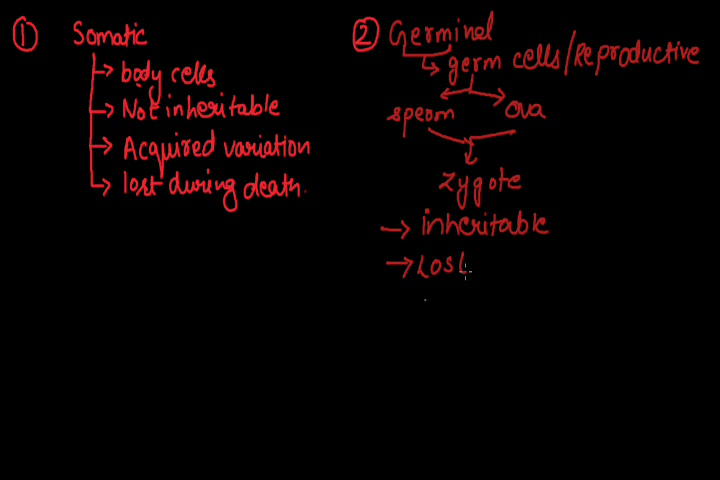 ① Somatic
→ body cells
→ Not inheritable
→ Acquired variation
→ lost during death.
② Germinal
→ germ cells/Reproductive
sperm ova
Zygote
→ inheritable
→ Lost